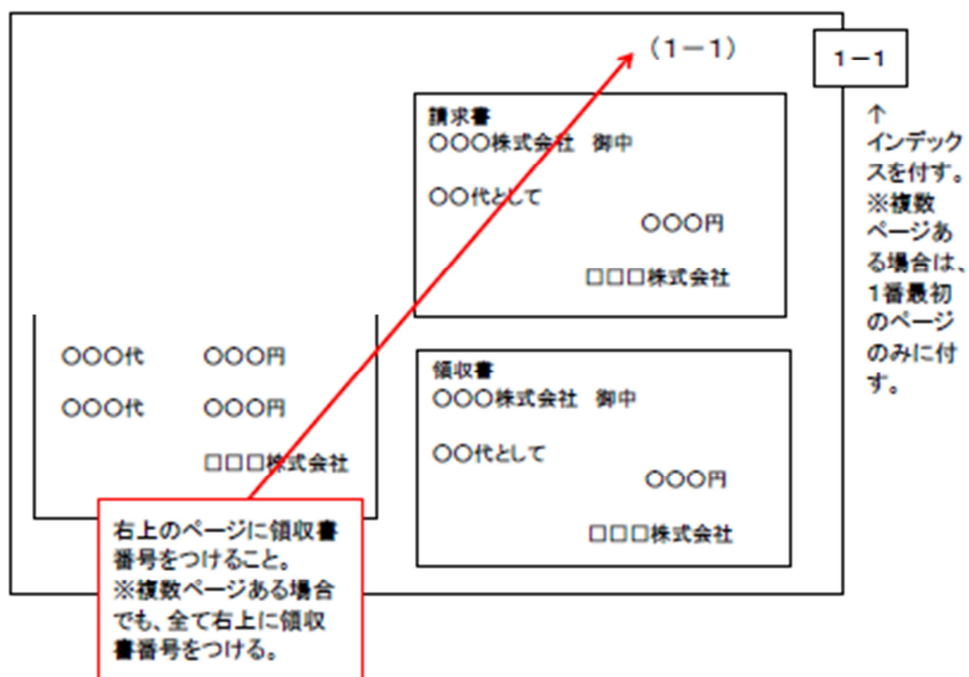 (1－1)
1－1
↑
インデック
スを付す。
※複数
ページあ
る場合は、
1番最初
のページ
のみに付
す。
請求書
○○○株式会社　御中
○○代として
○○○円
□□□株式会社
○○○代　○○○円
○○○代　○○○円
□□□株式会社
領収書
○○○株式会社　御中
○○代として
○○○円
□□□株式会社
右上のページに領収書
番号をつけること。
※複数ページある場合
でも、全て右上に領収
書番号をつける。